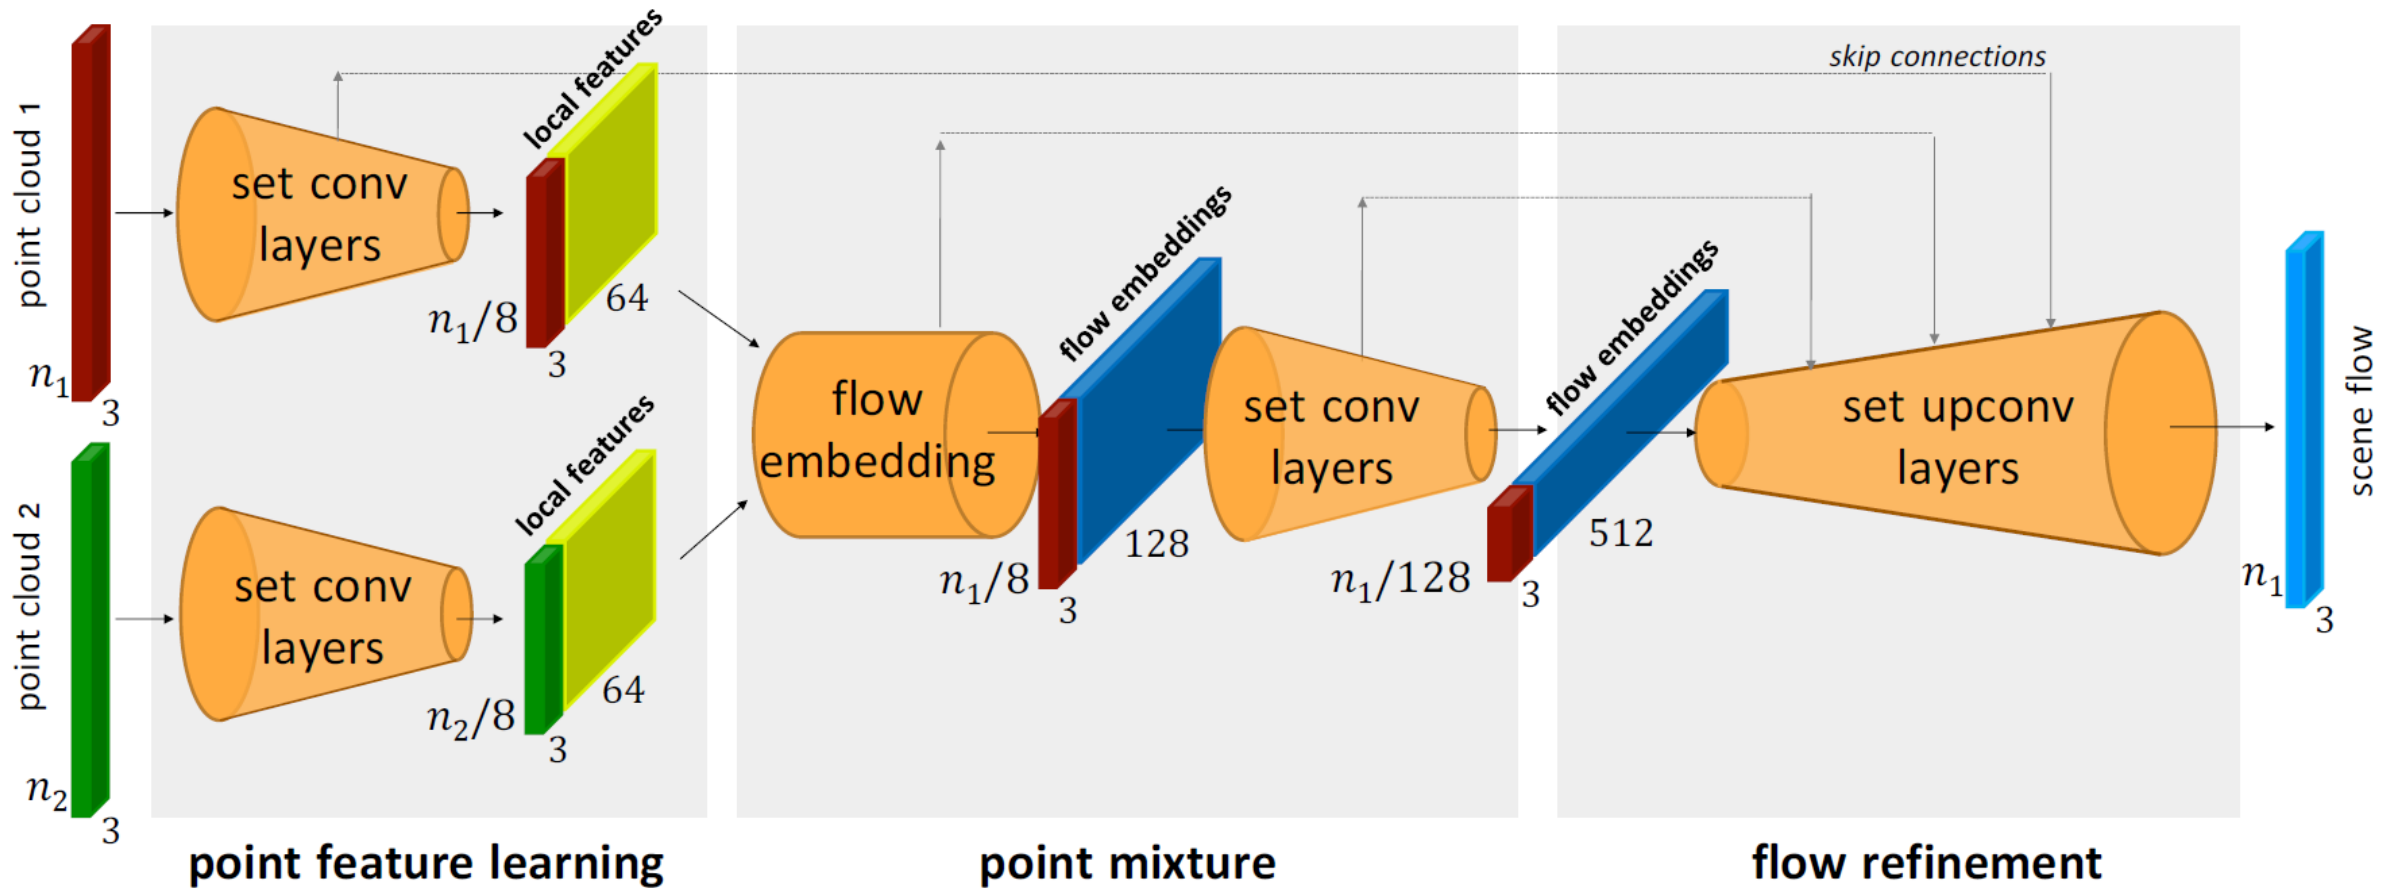 point cloud 1
n₁
3
set conv
layers
local features
n₁/8
3
64
point cloud 2
n₂
3
set conv
layers
local features
n₂/8
3
64
point feature learning
flow
embedding
flow embeddings
n₁/8
3
128
set conv
layers
flow embeddings
n₁/128
3
512
point mixture
skip connections
set upconv
layers
n₁
3
scene flow
flow refinement